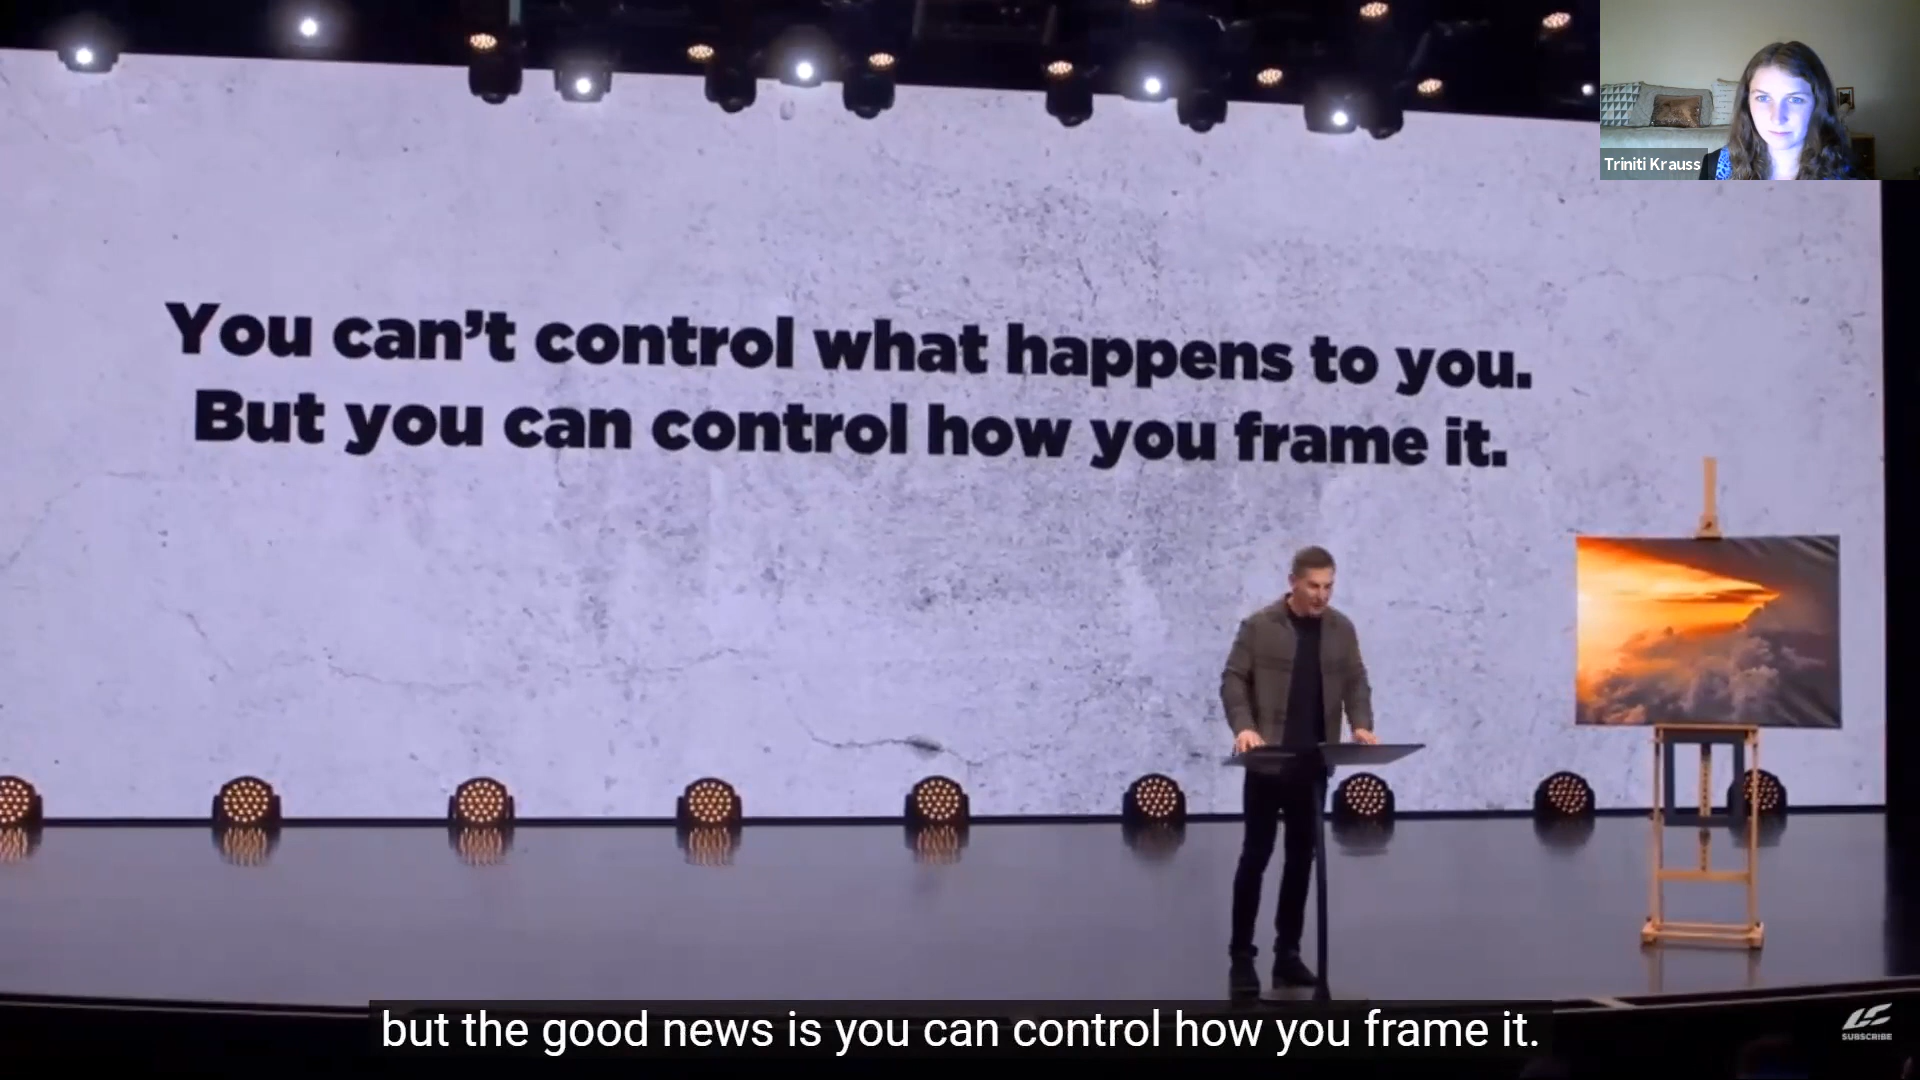 Triniti Krauss
You can't control what happens to you.
But you can control how you frame it.
but the good news is you can control how you frame it.
SUBSCRIBE